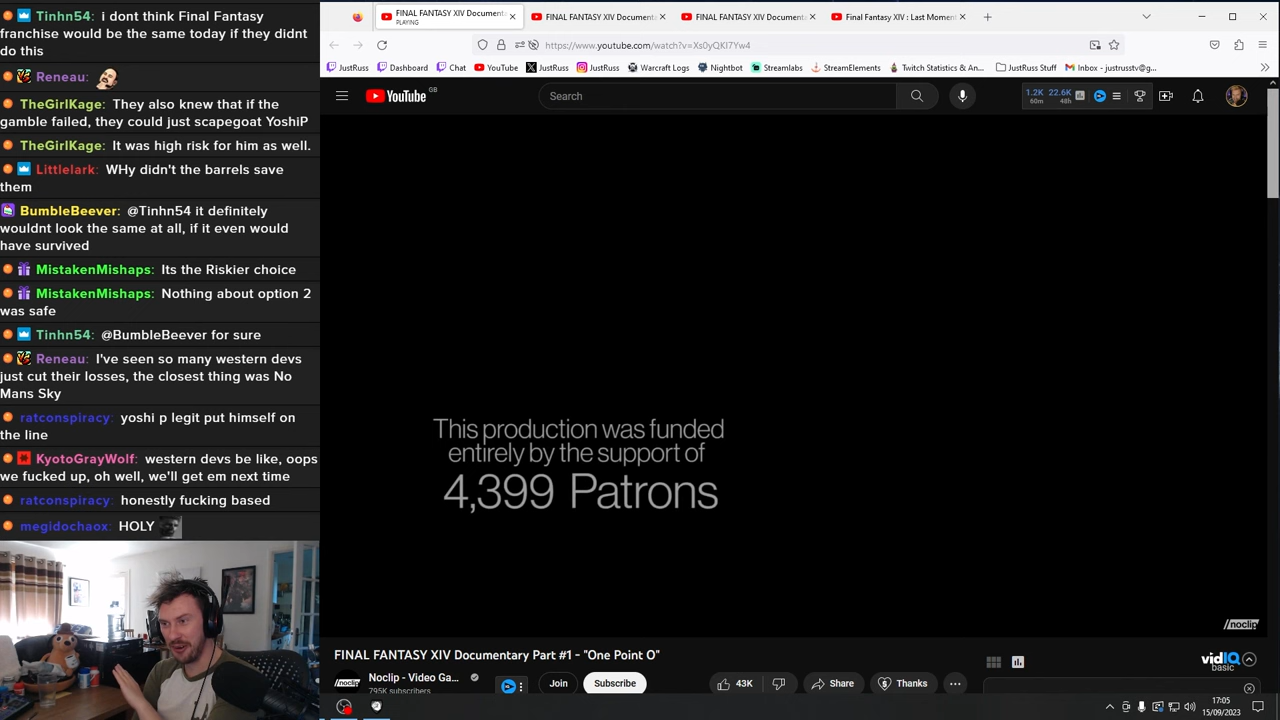 Tinhn54: i dont think Final Fantasy
franchise would be the same today if they didnt
do this
Reneau:
TheGirlKage: They also knew that if the
gamble failed, they could just scapegoat YoshiP
TheGirlKage: It was high risk for him as well.
Littlelark: WHy didn't the barrels save
them
BumbleBeever: @Tinhn54 it definitely
wouldnt look the same at all, if it even would
have survived
MistakenMishaps: Its the Riskier choice
MistakenMishaps: Nothing about option 2
was safe
Tinhn54: @BumbleBeever for sure
Reneau: I've seen so many western devs
just cut their losses, the closest thing was No
Mans Sky
ratconspiracy: yoshi p legit put himself on
the line
KyotoGrayWolf: western devs be like, oops
we fucked up, oh well, we'll get em next time
ratconspiracy: honestly fucking based
megidochaox: HOLY
FINAL FANTASY XIV Documenta
PLAYING
FINAL FANTASY XIV Documenta
FINAL FANTASY XIV Documenta
Final Fantasy XIV : Last Moment
https://www.youtube.com/watch?v=Xs0yQKI7Yw4
JustRuss Dashboard Chat YouTube JustRuss JustRuss Warcraft Logs Nightbot Streamlabs StreamElements Twitch Statistics & An... JustRuss Stuff Inbox - justrusstv@g...
YouTube GB
Search
1.2K 22.6K
60m 48h
This production was funded
entirely by the support of
4,399 Patrons
//noclip
FINAL FANTASY XIV Documentary Part #1 - "One Point O"
vidIQ
basic
//noclip
Noclip - Video Ga...
795K subscribers
Join
Subscribe
43K
Share
Thanks
17:05
15/09/2023